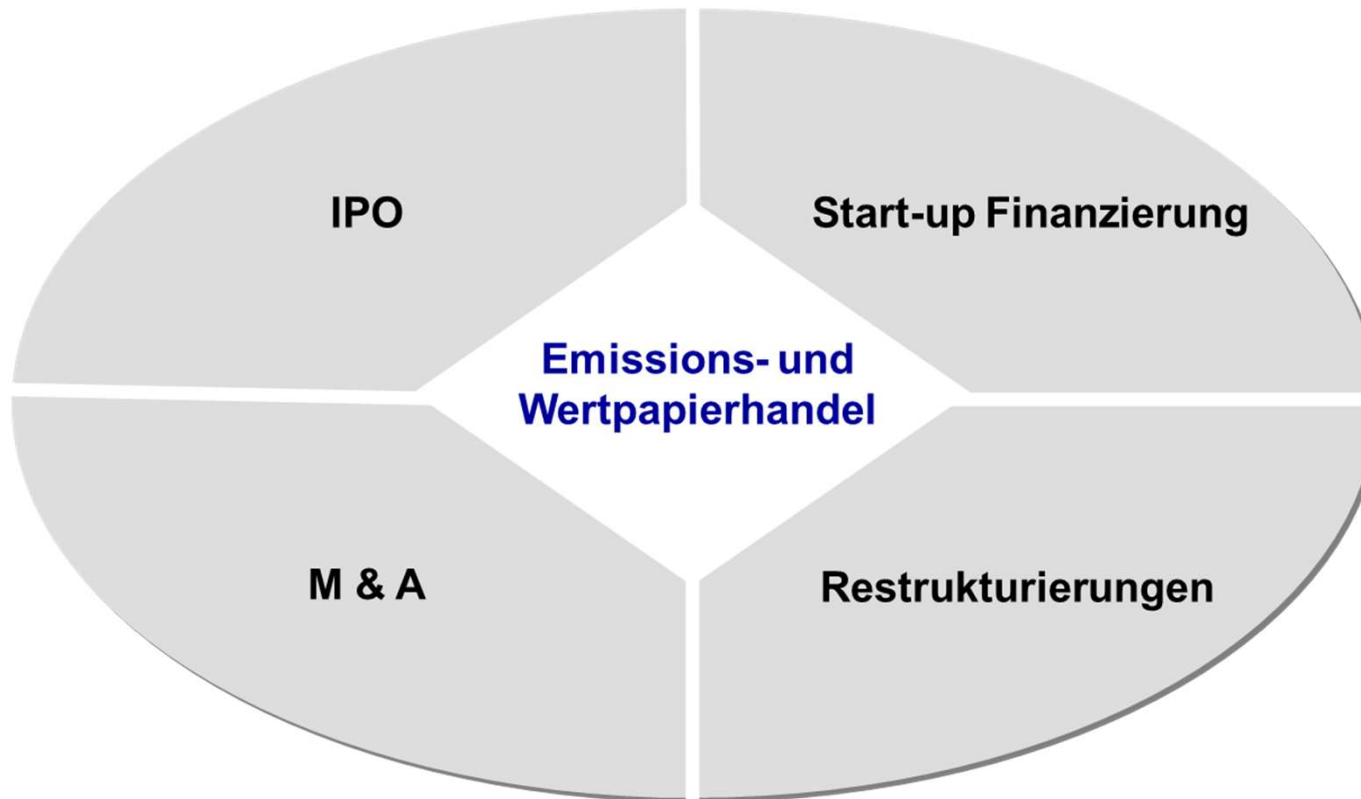 IPO
Start-up Finanzierung
Emissions- und
Wertpapierhandel
M & A
Restrukturierungen